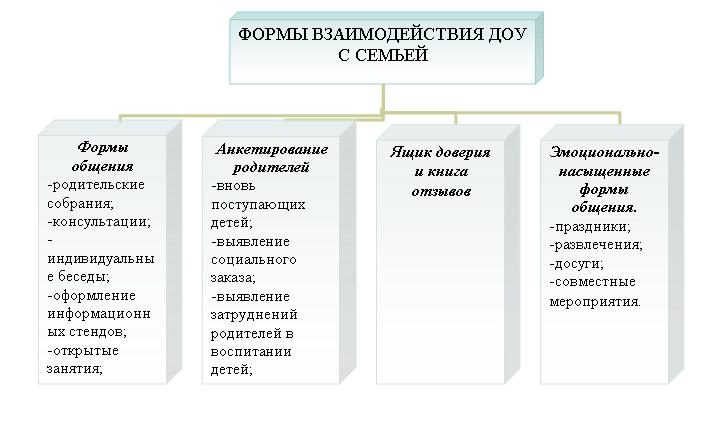 ФОРМЫ ВЗАИМОДЕЙСТВИЯ ДОУ
С СЕМЬЕЙ
Формы
общения
-родительские
собрания;
-консультации;
-
индивидуальны
е беседы;
-оформление
информационн
ых стендов;
-открытые
занятия;
Анкетирование
родителей
-вновь
поступающих
детей;
-выявление
социального
заказа;
-выявление
затруднений
родителей в
воспитании
детей;
Ящик доверия
и книга
отзывов
Эмоционально-
насыщенные
формы
общения.
-праздники;
-развлечения;
-досуги;
-совместные
мероприятия.